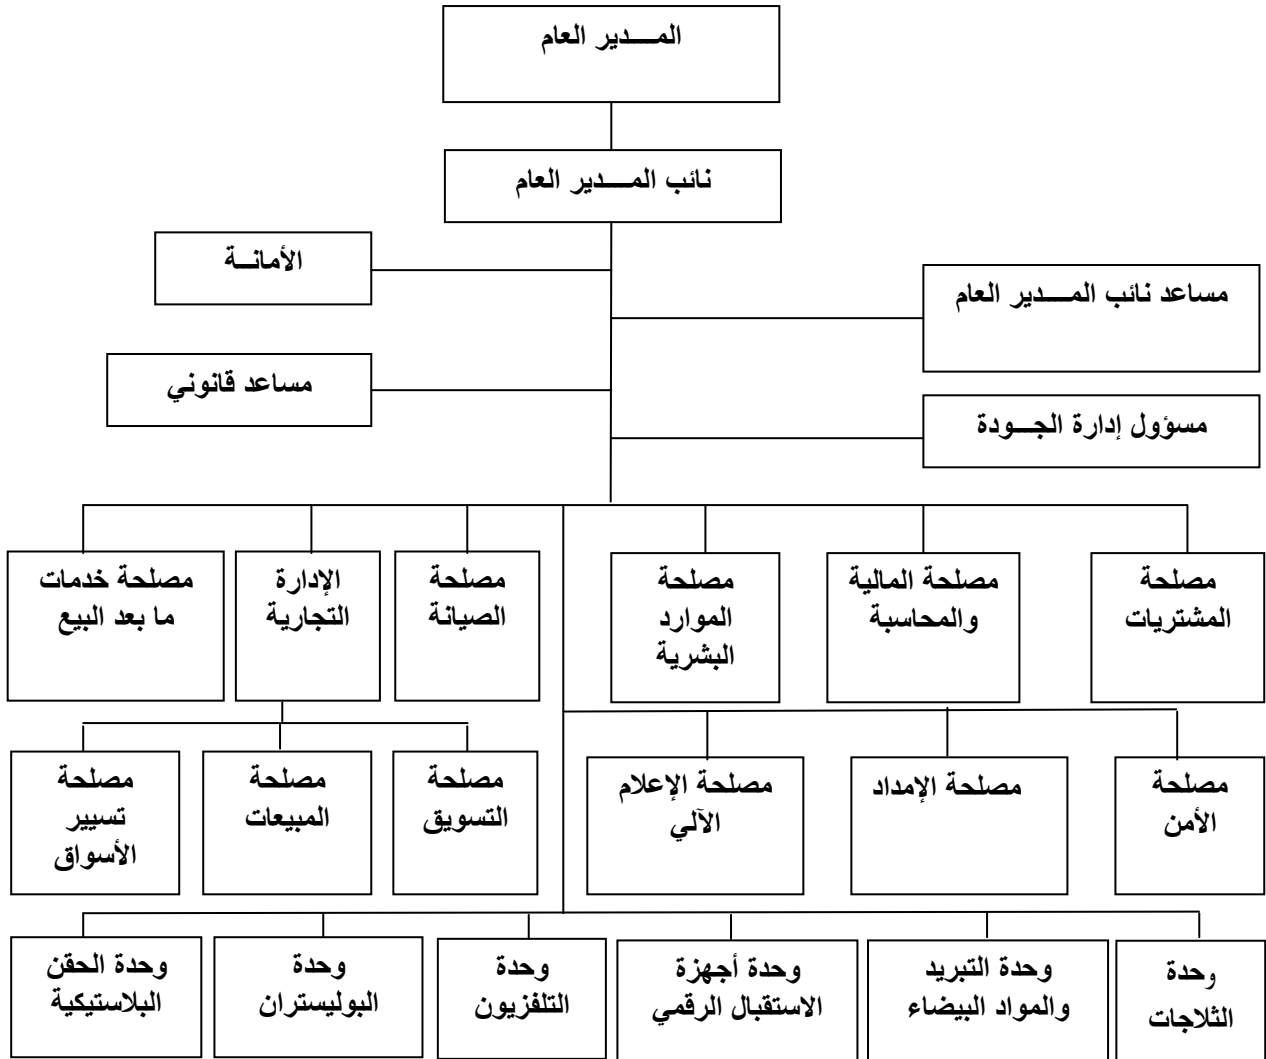 المـــدير العام
نائب المـــدير العام
الأمانــة
مساعد نائب المـــدير العام
مساعد قانوني
مسؤول إدارة الجـــودة
مصلحة
المشتريات
مصلحة المالية
والمحاسبة
مصلحة
الموارد
البشرية
مصلحة
الصيانة
الإدارة
التجارية
مصلحة خدمات
ما بعد البيع
مصلحة
الأمن
مصلحة الإمداد
مصلحة الإعلام
الآلي
مصلحة
التسويق
مصلحة
المبيعات
مصلحة
تسيير
الأسواق
وحدة
الثلاجات
وحدة التبريد
والمواد البيضاء
وحدة أجهزة
الاستقبال الرقمي
وحدة
التلفزيون
وحدة
البوليستران
وحدة الحقن
البلاستيكية